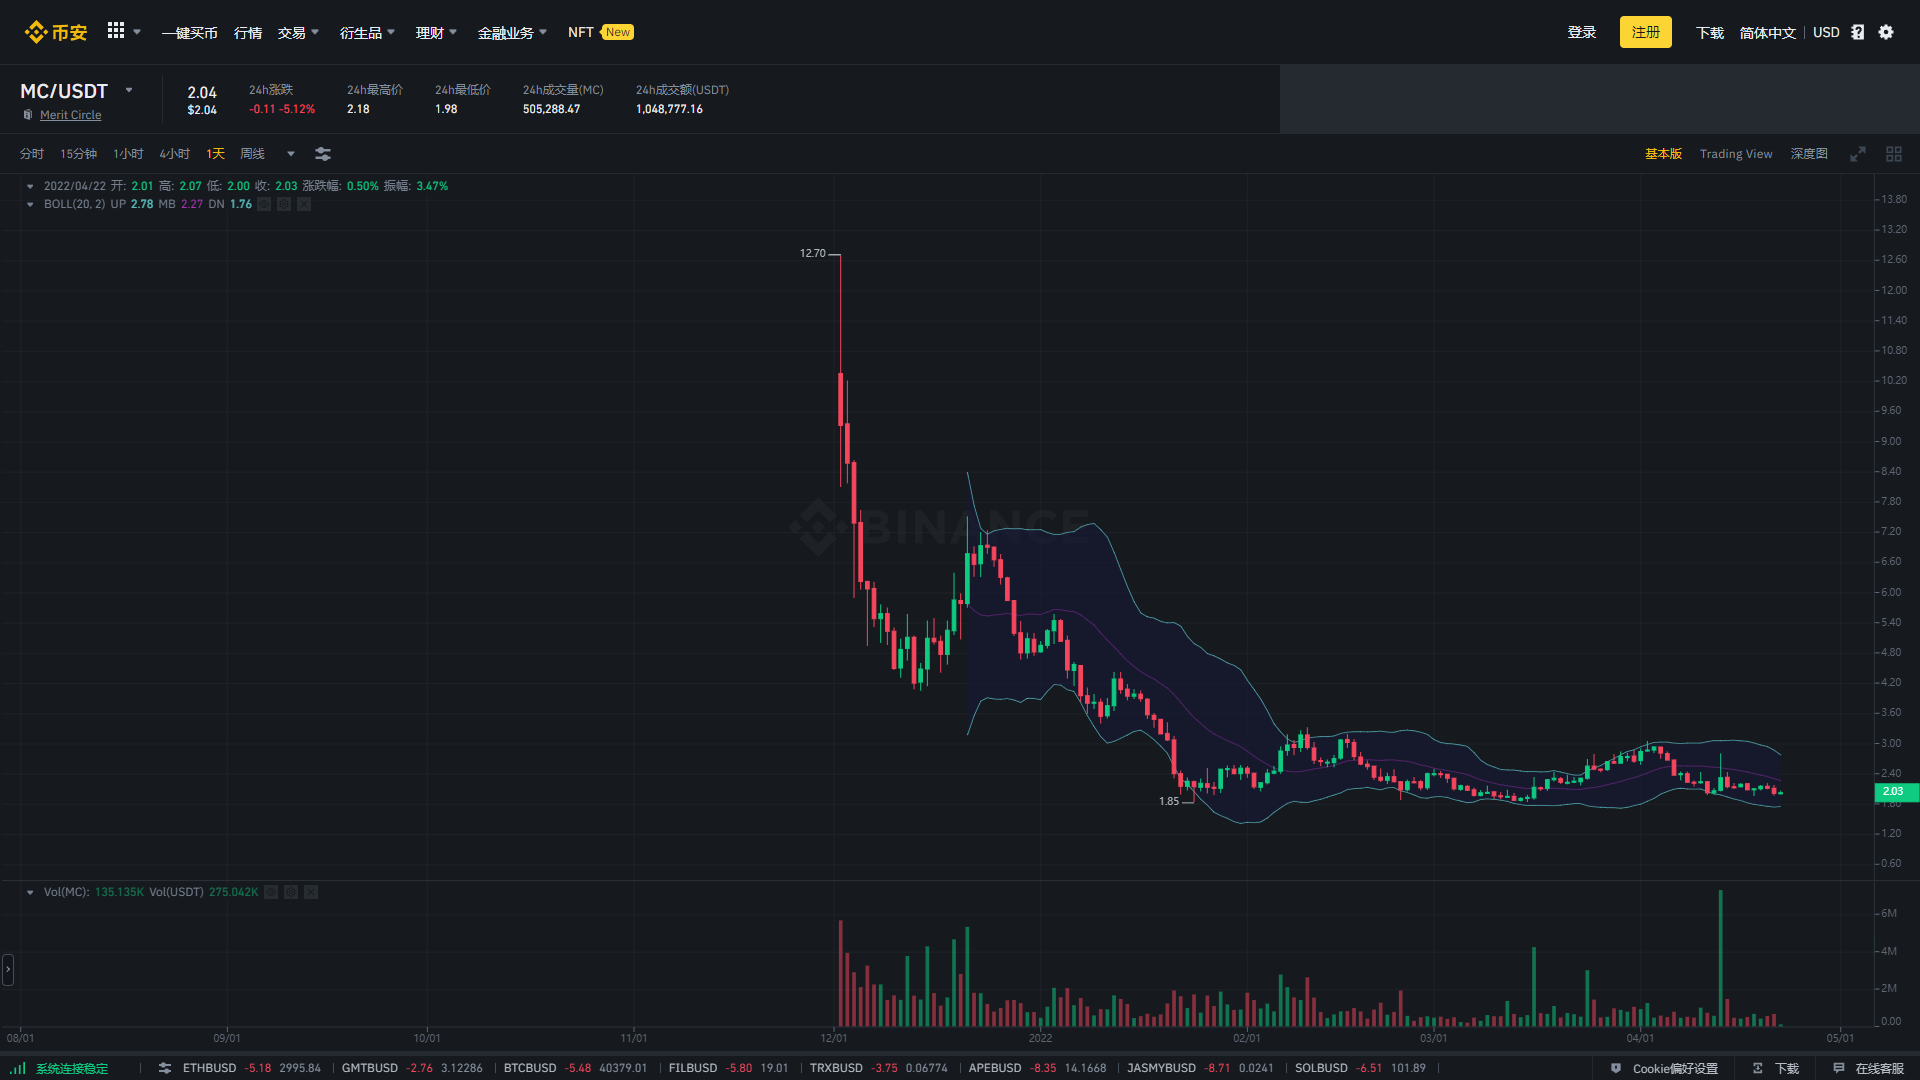 币安 一键买币 行情 交易 衍生品 理财 金融业务 NFT New 登录 注册 下载 简体中文 USD
MC/USDT 2.04 24h涨跌 24h最高价 24h最低价 24h成交量(MC) 24h成交额(USDT)
Merit Circle $2.04 -0.11 -5.12% 2.18 1.98 505,288.47 1,048,777.16
分时 15分钟 1小时 4小时 1天 周线 基本版 Trading View 深度图
2022/04/22 开: 2.01 高: 2.07 低: 2.00 收: 2.03 涨跌幅: 0.50% 振幅: 3.47%
BOLL(20, 2) UP 2.78 MB 2.27 DN 1.76
13.80
13.20
12.70
12.60
12.00
11.40
10.80
10.20
9.60
9.00
8.40
7.80
BINANCE
7.20
6.60
6.00
5.40
4.80
4.20
3.60
3.00
2.40
2.03
1.85
1.80
1.20
0.60
Vol(MC): 135.135K Vol(USDT) 275.042K
6M
4M
2M
0.00
08/01 09/01 10/01 11/01 12/01 2022 02/01 03/01 04/01 05/01
系统连接稳定 ETHBUSD -5.18 2995.84 GMTBUSD -2.76 3.12286 BTCBUSD -5.48 40379.01 FILBUSD -5.80 19.01 TRXBUSD -3.75 0.06774 APEBUSD -8.35 14.1668 JASMYBUSD -8.71 0.0241 SOLBUSD -6.51 101.89 Cookie偏好设置 下载 在线客服